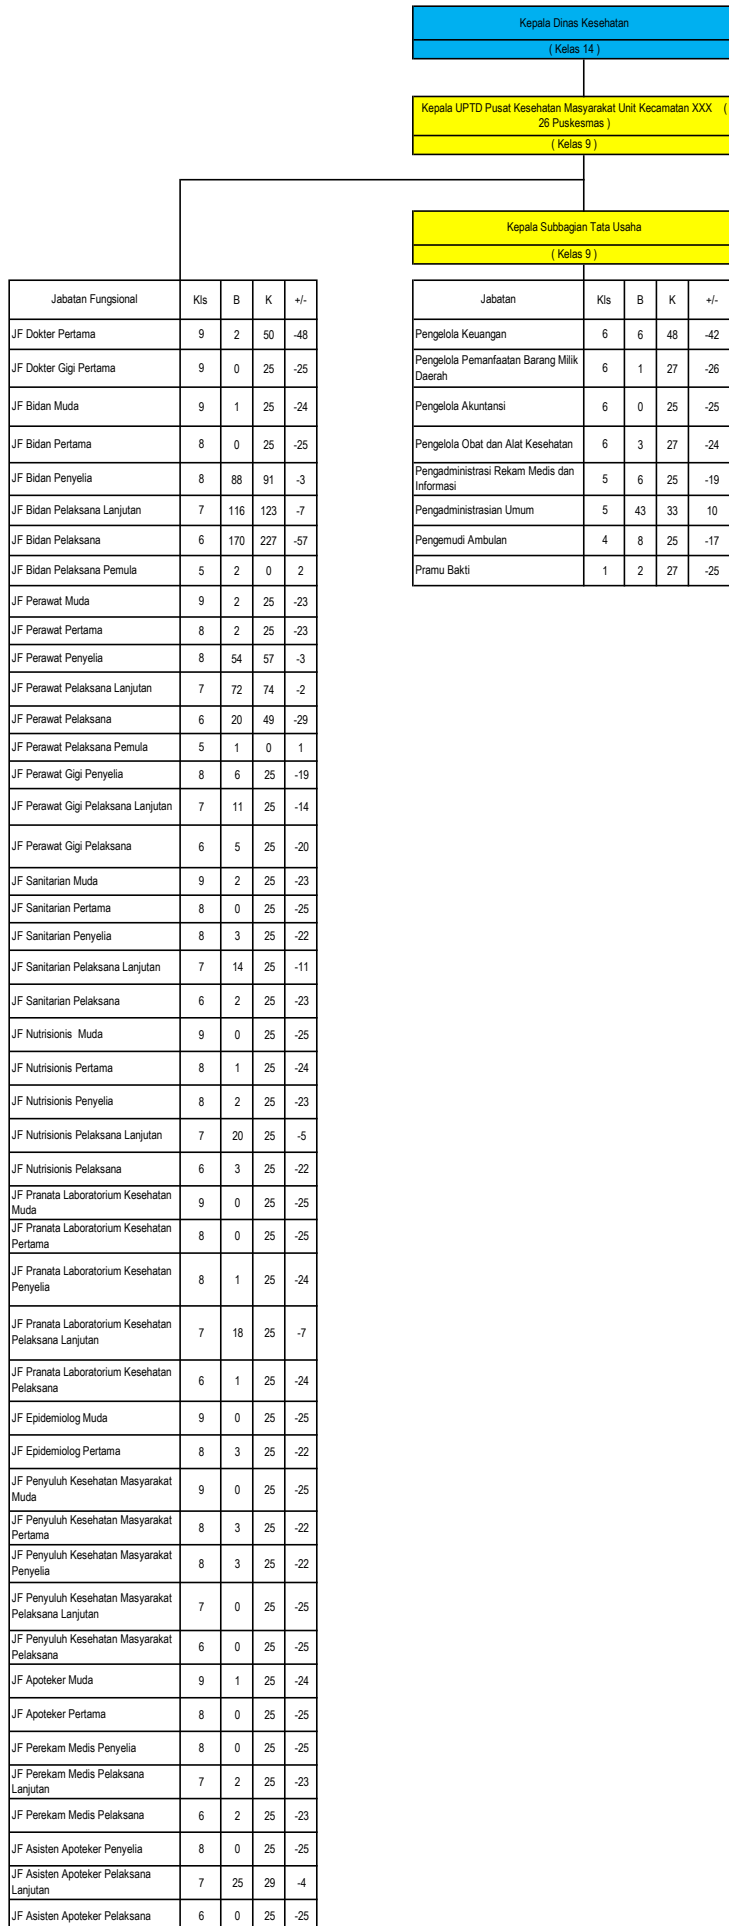 Kepala Dinas Kesehatan
( Kelas 14 )
Kepala UPTD Pusat Kesehatan Masyarakat Unit Kecamatan XXX (
26 Puskesmas )
( Kelas 9 )
Kepala Subbagian Tata Usaha
( Kelas 9 )
Jabatan Fungsional Kls B K +/-
JF Dokter Pertama 9 2 50 -48
JF Dokter Gigi Pertama 9 0 25 -25
JF Bidan Muda 9 1 25 -24
JF Bidan Pertama 8 0 25 -25
JF Bidan Penyelia 8 88 91 -3
JF Bidan Pelaksana Lanjutan 7 116 123 -7
JF Bidan Pelaksana 6 170 227 -57
JF Bidan Pelaksana Pemula 5 2 0 2
JF Perawat Muda 9 2 25 -23
JF Perawat Pertama 8 2 25 -23
JF Perawat Penyelia 8 54 57 -3
JF Perawat Pelaksana Lanjutan 7 72 74 -2
JF Perawat Pelaksana 6 20 49 -29
JF Perawat Pelaksana Pemula 5 1 0 1
JF Perawat Gigi Penyelia 8 6 25 -19
JF Perawat Gigi Pelaksana Lanjutan 7 11 25 -14
JF Perawat Gigi Pelaksana 6 5 25 -20
JF Sanitarian Muda 9 2 25 -23
JF Sanitarian Pertama 8 0 25 -25
JF Sanitarian Penyelia 8 3 25 -22
JF Sanitarian Pelaksana Lanjutan 7 14 25 -11
JF Sanitarian Pelaksana 6 2 25 -23
JF Nutrisionis Muda 9 0 25 -25
JF Nutrisionis Pertama 8 1 25 -24
JF Nutrisionis Penyelia 8 2 25 -23
JF Nutrisionis Pelaksana Lanjutan 7 20 25 -5
JF Nutrisionis Pelaksana 6 3 25 -22
JF Pranata Laboratorium Kesehatan
Muda 9 0 25 -25
JF Pranata Laboratorium Kesehatan
Pertama 8 0 25 -25
JF Pranata Laboratorium Kesehatan
Penyelia 8 1 25 -24
JF Pranata Laboratorium Kesehatan
Pelaksana Lanjutan 7 18 25 -7
JF Pranata Laboratorium Kesehatan
Pelaksana 6 1 25 -24
JF Epidemiolog Muda 9 0 25 -25
JF Epidemiolog Pertama 8 3 25 -22
JF Penyuluh Kesehatan Masyarakat
Muda 9 0 25 -25
JF Penyuluh Kesehatan Masyarakat
Pertama 8 3 25 -22
JF Penyuluh Kesehatan Masyarakat
Penyelia 8 3 25 -22
JF Penyuluh Kesehatan Masyarakat
Pelaksana Lanjutan 7 0 25 -25
JF Penyuluh Kesehatan Masyarakat
Pelaksana 6 0 25 -25
JF Apoteker Muda 9 1 25 -24
JF Apoteker Pertama 8 0 25 -25
JF Perekam Medis Penyelia 8 0 25 -25
JF Perekam Medis Pelaksana
Lanjutan 7 2 25 -23
JF Perekam Medis Pelaksana 6 2 25 -23
JF Asisten Apoteker Penyelia 8 0 25 -25
JF Asisten Apoteker Pelaksana
Lanjutan 7 25 29 -4
JF Asisten Apoteker Pelaksana 6 0 25 -25
Jabatan Kls B K +/-
Pengelola Keuangan 6 6 48 -42
Pengelola Pemanfaatan Barang Milik
Daerah 6 1 27 -26
Pengelola Akuntansi 6 0 25 -25
Pengelola Obat dan Alat Kesehatan 6 3 27 -24
Pengadministrasi Rekam Medis dan
Informasi 5 6 25 -19
Pengadministrasian Umum 5 43 33 10
Pengemudi Ambulan 4 8 25 -17
Pramu Bakti 1 2 27 -25